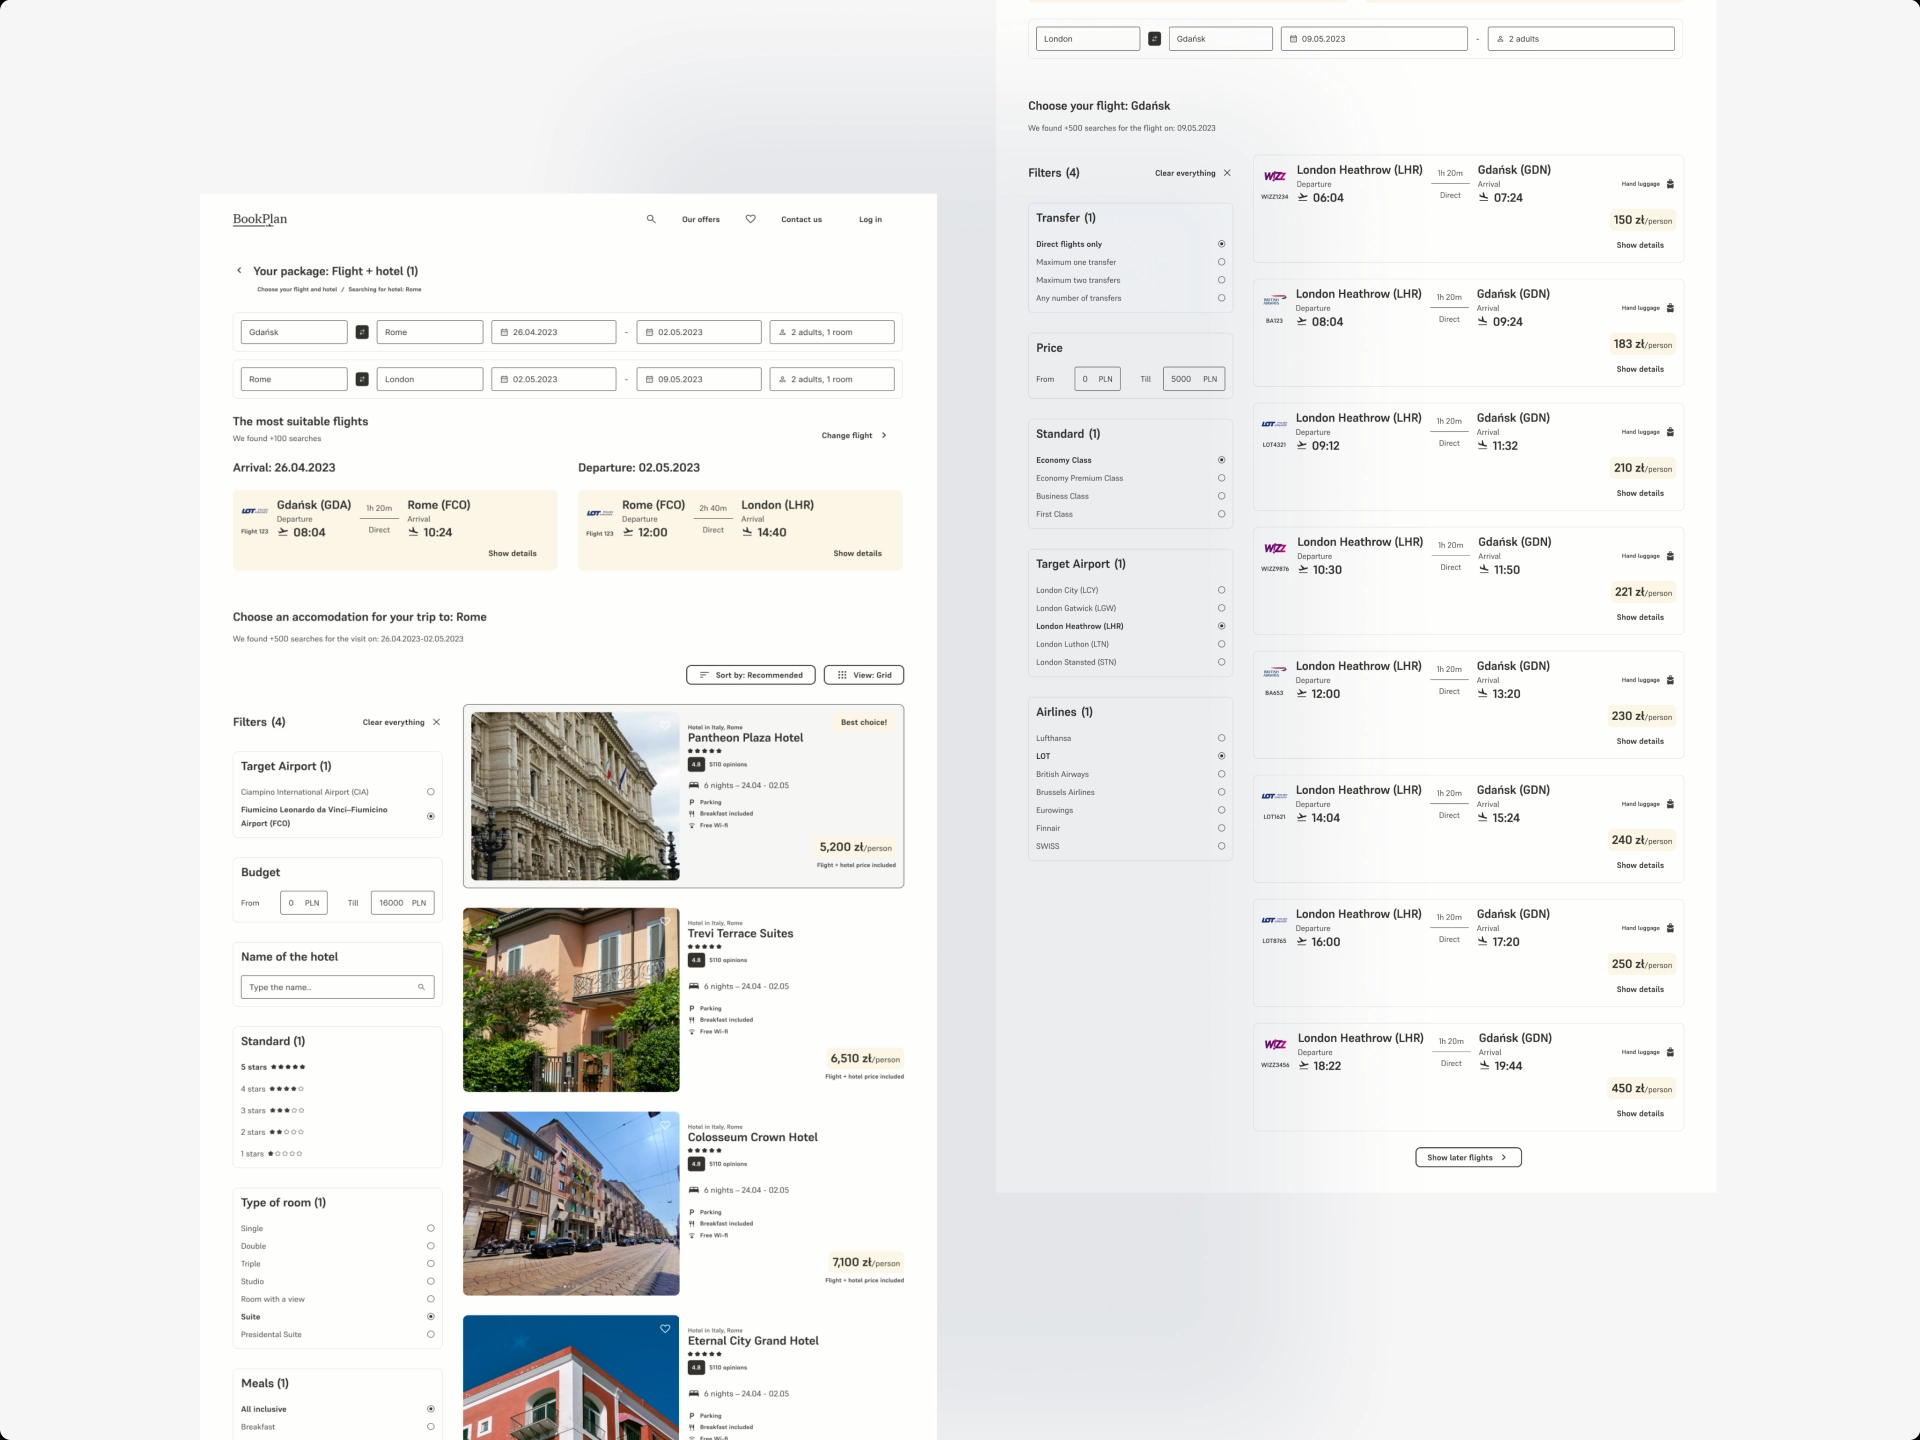 BookPlan
Our offers
Contact us
Log in
Your package: Flight + hotel (1)
Choose your flight and hotel / Searching for hotel: Rome
Gdańsk
Rome
26.04.2023
-
02.05.2023
2 adults, 1 room
Rome
London
02.05.2023
-
09.05.2023
2 adults, 1 room
The most suitable flights
We found +100 searches
Change flight
Arrival: 26.04.2023
LOT
Flight 123
Gdańsk (GDA)
Departure
08:04
1h 20m
Direct
Rome (FCO)
Arrival
10:24
Show details
Departure: 02.05.2023
LOT
Flight 123
Rome (FCO)
Departure
12:00
2h 40m
Direct
London (LHR)
Arrival
14:40
Show details
Choose an accomodation for your trip to: Rome
We found +500 searches for the visit on: 26.04.2023-02.05.2023
Sort by: Recommended
View: Grid
Filters (4)
Clear everything
Target Airport (1)
Ciampino International Airport (CIA)
Fiumicino Leonardo da Vinci–Fiumicino
Airport (FCO)
Budget
From
0 PLN
Till
16000 PLN
Name of the hotel
Type the name..
Standard (1)
5 stars
4 stars
3 stars
2 stars
1 stars
Type of room (1)
Single
Double
Triple
Studio
Room with a view
Suite
Presidental Suite
Meals (1)
All inclusive
Breakfast
Best choice!
Hotel in Italy, Rome
Pantheon Plaza Hotel
4.8
5110 opinions
6 nights – 24.04 - 02.05
Parking
Breakfast included
Free Wi-fi
5,200 zł/person
Flight + hotel price included
Hotel in Italy, Rome
Trevi Terrace Suites
4.8
5110 opinions
6 nights – 24.04 - 02.05
Parking
Breakfast included
Free Wi-fi
6,510 zł/person
Flight + hotel price included
Hotel in Italy, Rome
Colosseum Crown Hotel
4.8
5110 opinions
6 nights – 24.04 - 02.05
Parking
Breakfast included
Free Wi-fi
7,100 zł/person
Flight + hotel price included
Hotel in Italy, Rome
Eternal City Grand Hotel
4.8
5110 opinions
6 nights – 24.04 - 02.05
Parking
Breakfast included
Free Wi-fi
London
Gdańsk
09.05.2023
-
2 adults
Choose your flight: Gdańsk
We found +500 searches for the flight on: 09.05.2023
Filters (4)
Clear everything
Transfer (1)
Direct flights only
Maximum one transfer
Maximum two transfers
Any number of transfers
Price
From
0 PLN
Till
5000 PLN
Standard (1)
Economy Class
Economy Premium Class
Business Class
First Class
Target Airport (1)
London City (LCY)
London Gatwick (LGW)
London Heathrow (LHR)
London Luthon (LTN)
London Stansted (STN)
Airlines (1)
Lufthansa
LOT
British Airways
Brussels Airlines
Eurowings
Finnair
SWISS
WIZZ
WIZZ1234
London Heathrow (LHR)
Departure
06:04
1h 20m
Direct
Gdańsk (GDN)
Arrival
07:24
Hand luggage
150 zł/person
Show details
BRITISH AIRWAYS
BA123
London Heathrow (LHR)
Departure
08:04
1h 20m
Direct
Gdańsk (GDN)
Arrival
09:24
Hand luggage
183 zł/person
Show details
LOT
LOT4321
London Heathrow (LHR)
Departure
09:12
1h 20m
Direct
Gdańsk (GDN)
Arrival
11:32
Hand luggage
210 zł/person
Show details
WIZZ
WIZZ9876
London Heathrow (LHR)
Departure
10:30
1h 20m
Direct
Gdańsk (GDN)
Arrival
11:50
Hand luggage
221 zł/person
Show details
BRITISH AIRWAYS
BA653
London Heathrow (LHR)
Departure
12:00
1h 20m
Direct
Gdańsk (GDN)
Arrival
13:20
Hand luggage
230 zł/person
Show details
LOT
LOT1621
London Heathrow (LHR)
Departure
14:04
1h 20m
Direct
Gdańsk (GDN)
Arrival
15:24
Hand luggage
240 zł/person
Show details
LOT
LOT8765
London Heathrow (LHR)
Departure
16:00
1h 20m
Direct
Gdańsk (GDN)
Arrival
17:20
Hand luggage
250 zł/person
Show details
WIZZ
WIZZ3456
London Heathrow (LHR)
Departure
18:22
1h 20m
Direct
Gdańsk (GDN)
Arrival
19:44
Hand luggage
450 zł/person
Show details
Show later flights